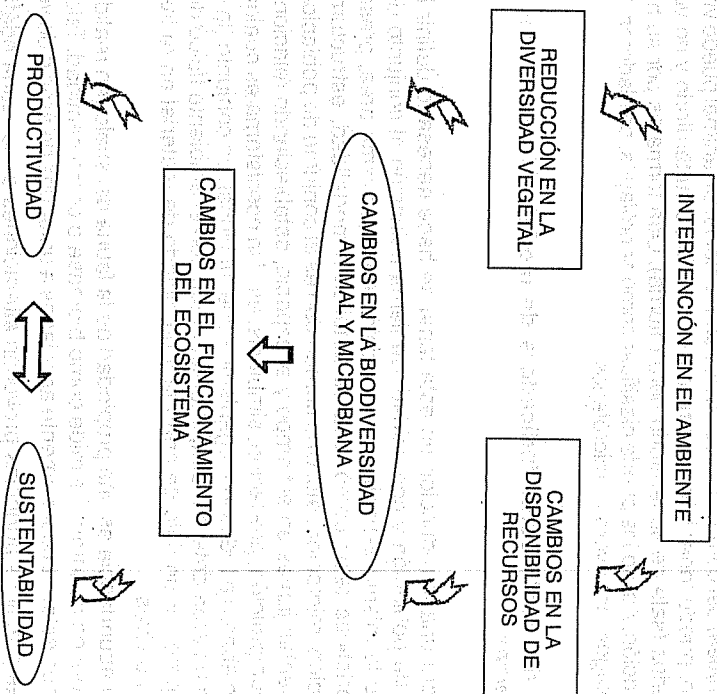 INTERVENCIÓN EN EL AMBIENTE
REDUCCIÓN EN LA
DIVERSIDAD VEGETAL
CAMBIOS EN LA
DISPONIBILIDAD DE
RECURSOS
CAMBIOS EN LA BIODIVERSIDAD
ANIMAL Y MICROBIANA
CAMBIOS EN EL FUNCIONAMIENTO
DEL ECOSISTEMA
PRODUCTIVIDAD
SUSTENTABILIDAD